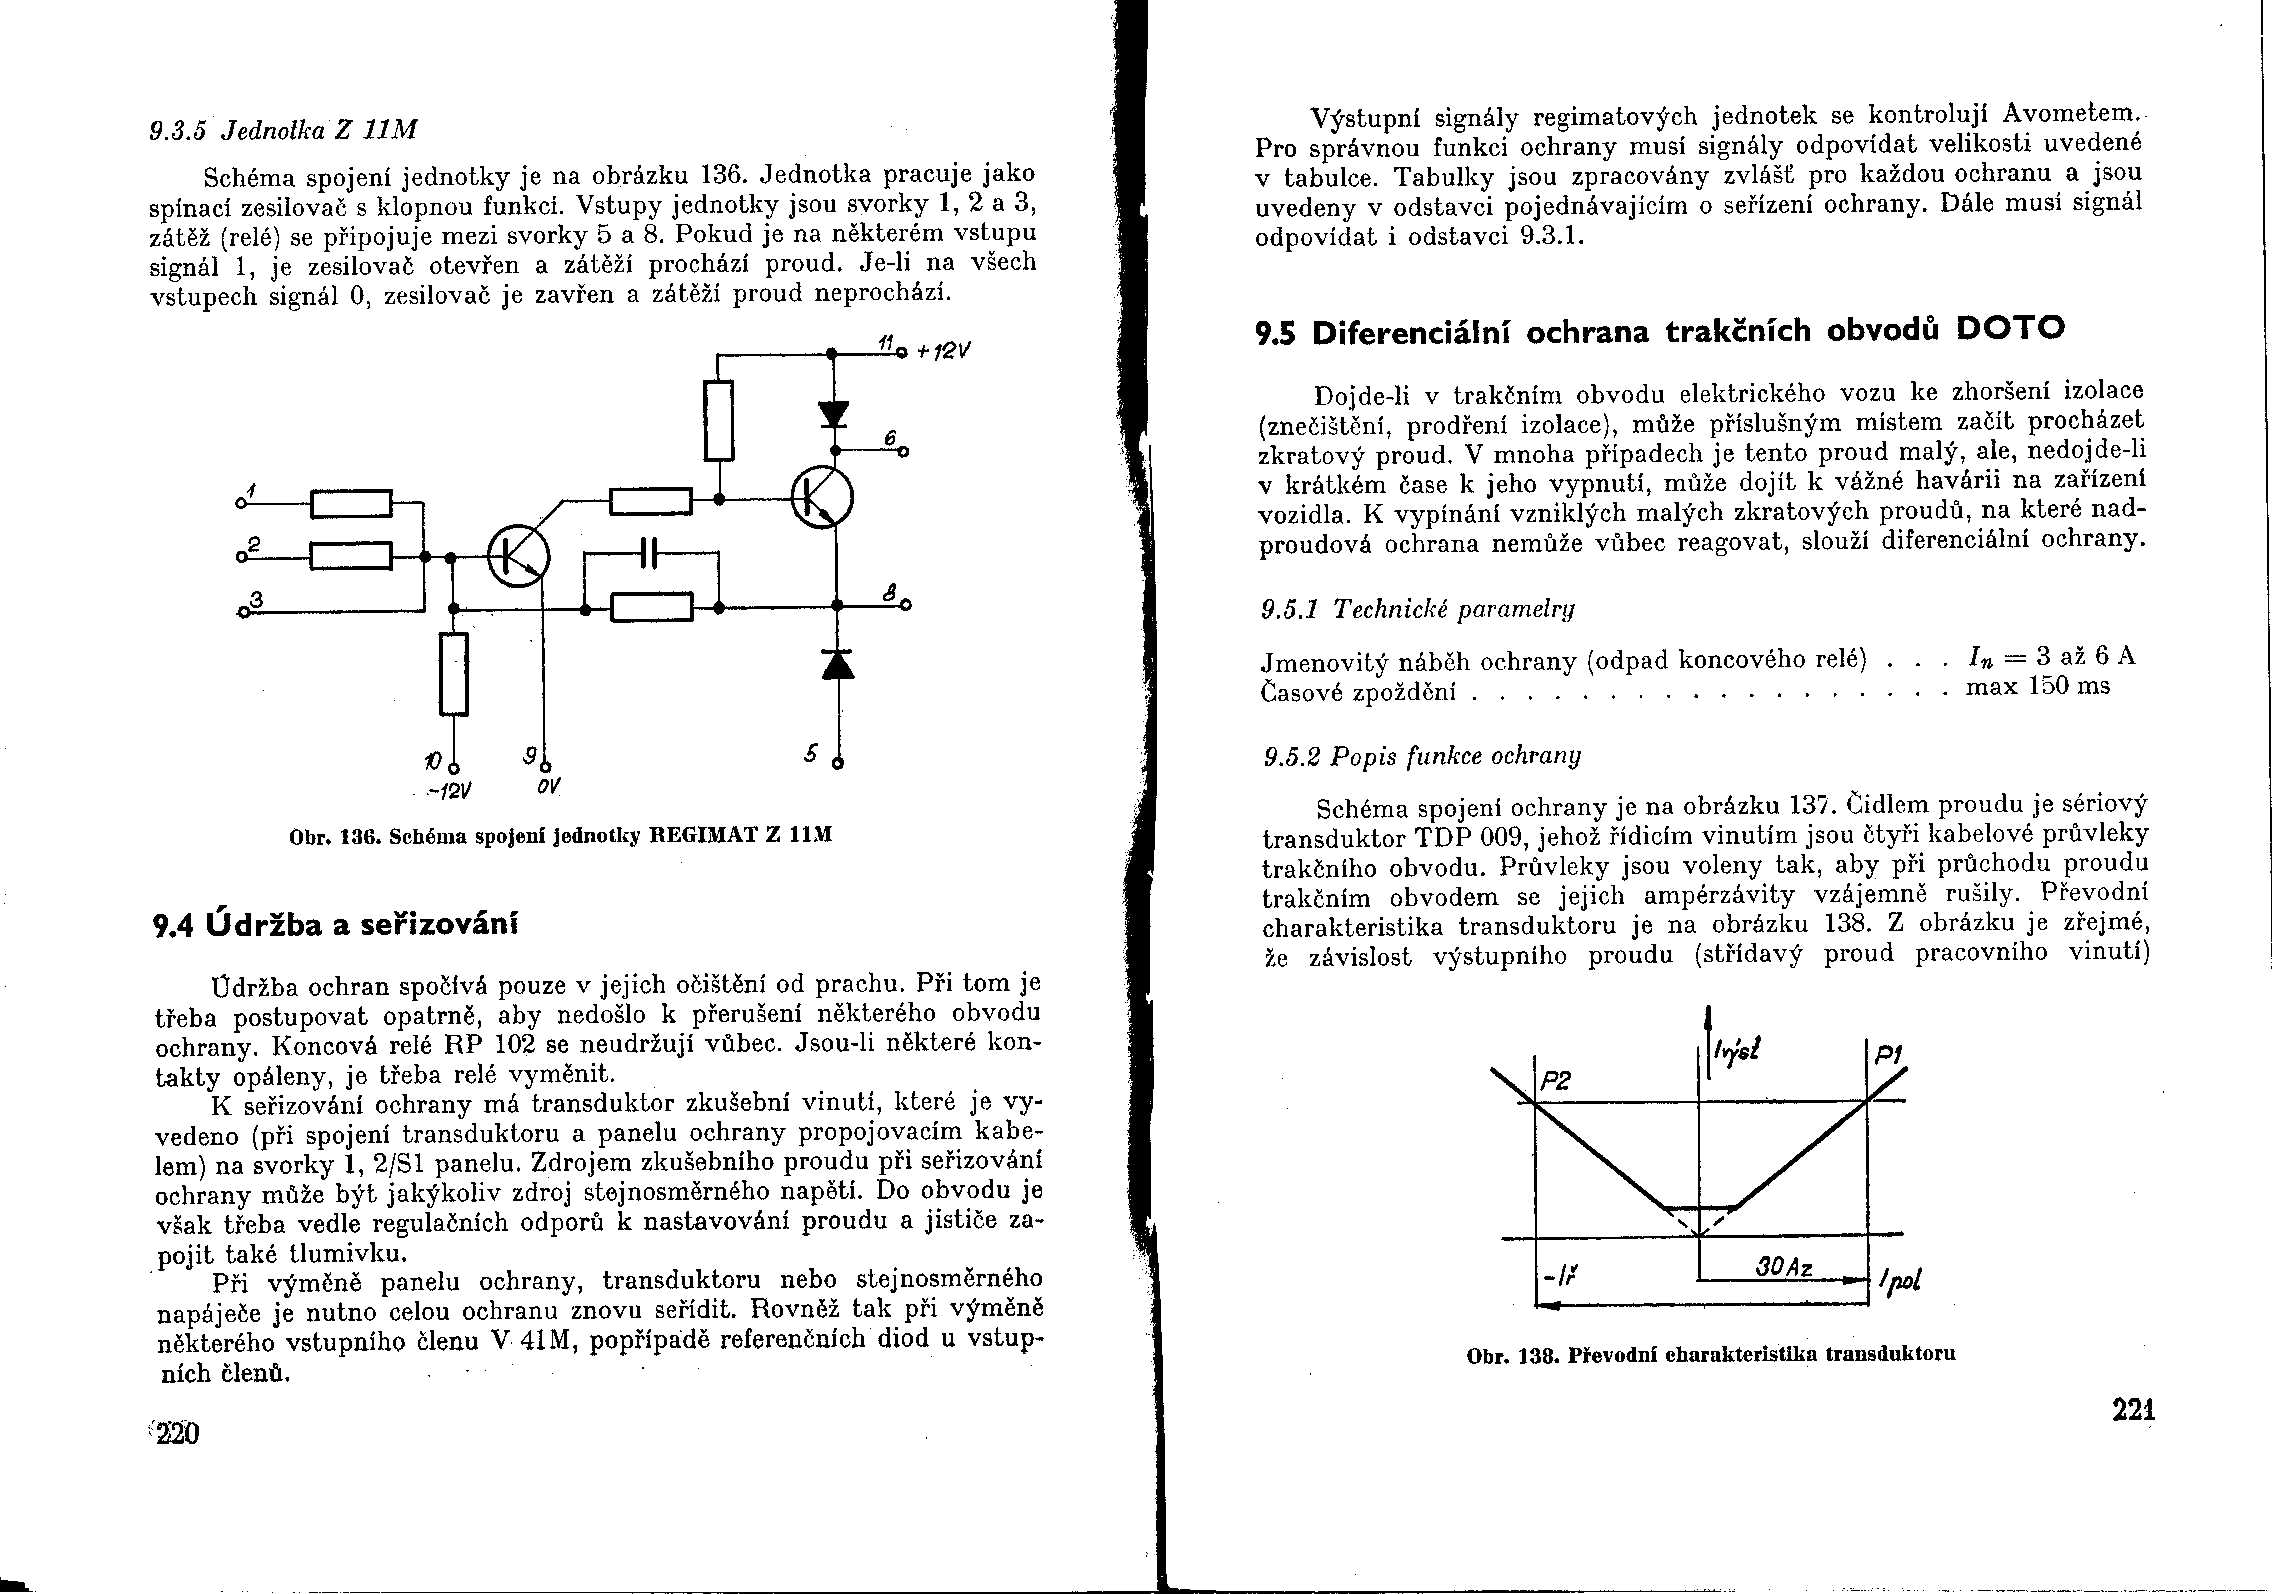 9.3.5 Jednotka Z 11M
Schéma spojení jednotky je na obrázku 136. Jednotka pracuje jako
spínací zesilovač s klopnou funkcí. Vstupy jednotky jsou svorky 1, 2 a 3,
zátěž (relé) se připojuje mezi svorky 5 a 8. Pokud je na některém vstupu
signál 1, je zesilovač otevřen a zátěží prochází proud. Je-li na všech
vstupech signál 0, zesilovač je zavřen a zátěží proud neprochází.
11 +12V
6
1
2
3
8
10
9
5
-12V
0V
Obr. 136. Schéma spojení jednotky REGIMAT Z 11M
9.4 Údržba a seřizování
Údržba ochran spočívá pouze v jejich očištění od prachu. Při tom je
třeba postupovat opatrně, aby nedošlo k přerušení některého obvodu
ochrany. Koncová relé RP 102 se neudržují vůbec. Jsou-li některé kon-
takty opáleny, je třeba relé vyměnit.
K seřizování ochrany má transduktor zkušební vinutí, které je vy-
vedeno (při spojení transduktoru a panelu ochrany propojovacím kabe-
lem) na svorky 1, 2/S1 panelu. Zdrojem zkušebního proudu při seřizování
ochrany může být jakýkoliv zdroj stejnosměrného napětí. Do obvodu je
však třeba vedle regulačních odporů k nastavování proudu a jističe za-
pojit také tlumivku.
Při výměně panelu ochrany, transduktoru nebo stejnosměrného
napáječe je nutno celou ochranu znovu seřídit. Rovněž tak při výměně
některého vstupního členu V 41M, popřípadě referenčních diod u vstup-
ních členů.
220
Výstupní signály regimatových jednotek se kontrolují Avometem.
Pro správnou funkci ochrany musí signály odpovídat velikosti uvedené
v tabulce. Tabulky jsou zpracovány zvlášť pro každou ochranu a jsou
uvedeny v odstavci pojednávajícím o seřízení ochrany. Dále musí signál
odpovídat i odstavci 9.3.1.
9.5 Diferenciální ochrana trakčních obvodů DOTO
Dojde-li v trakčním obvodu elektrického vozu ke zhoršení izolace
(znečištění, prodření izolace), může příslušným místem začít procházet
zkratový proud. V mnoha případech je tento proud malý, ale, nedojde-li
v krátkém čase k jeho vypnutí, může dojít k vážné havárii na zařízení
vozidla. K vypínání vzniklých malých zkratových proudů, na které nad-
proudová ochrana nemůže vůbec reagovat, slouží diferenciální ochrany.
9.5.1 Technické parametry
Jmenovitý náběh ochrany (odpad koncového relé) . . . In = 3 až 6 A
Časové zpoždění . . . . . . . . . . . . . . . . . . max 150 ms
9.5.2 Popis funkce ochrany
Schéma spojení ochrany je na obrázku 137. Čidlem proudu je sériový
transduktor TDP 009, jehož řídicím vinutím jsou čtyři kabelové průvleky
trakčního obvodu. Průvleky jsou voleny tak, aby při průchodu proudu
trakčním obvodem se jejich ampérzávity vzájemně rušily. Převodní
charakteristika transduktoru je na obrázku 138. Z obrázku je zřejmé,
že závislost výstupního proudu (střídavý proud pracovního vinutí)
Ivýst
P1
P2
30Az
-Iř
Ipol
Obr. 138. Převodní charakteristika transduktoru
221